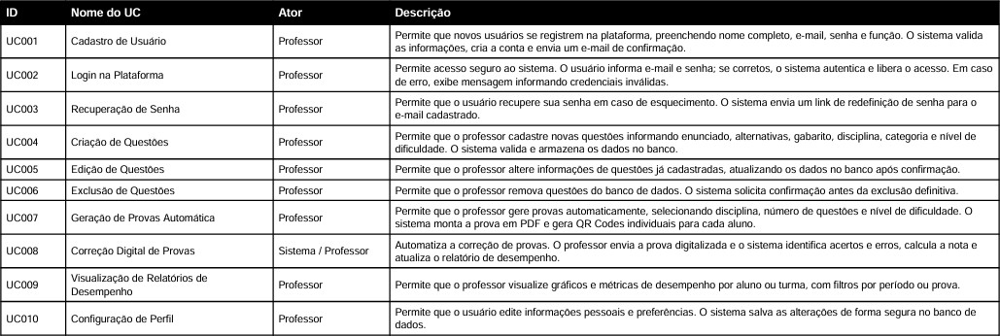 ID Nome do UC Ator Descrição
UC001 Cadastro de Usuário Professor Permite que novos usuários se registrem na plataforma, preenchendo nome completo, e-mail, senha e função. O sistema valida
as informações, cria a conta e envia um e-mail de confirmação.
UC002 Login na Plataforma Professor Permite acesso seguro ao sistema. O usuário informa e-mail e senha; se corretos, o sistema autentica e libera o acesso. Em caso
de erro, exibe mensagem informando credenciais inválidas.
UC003 Recuperação de Senha Professor Permite que o usuário recupere sua senha em caso de esquecimento. O sistema envia um link de redefinição de senha para o
e-mail cadastrado.
UC004 Criação de Questões Professor Permite que o professor cadastre novas questões informando enunciado, alternativas, gabarito, disciplina, categoria e nível de
dificuldade. O sistema valida e armazena os dados no banco.
UC005 Edição de Questões Professor Permite que o professor altere informações de questões já cadastradas, atualizando os dados no banco após confirmação.
UC006 Exclusão de Questões Professor Permite que o professor remova questões do banco de dados. O sistema solicita confirmação antes da exclusão definitiva.
UC007 Geração de Provas Automática Professor Permite que o professor gere provas automaticamente, selecionando disciplina, número de questões e nível de dificuldade. O
sistema monta a prova em PDF e gera QR Codes individuais para cada aluno.
UC008 Correção Digital de Provas Sistema / Professor Automatiza a correção de provas. O professor envia a prova digitalizada e o sistema identifica acertos e erros, calcula a nota e
atualiza o relatório de desempenho.
UC009 Visualização de Relatórios de
Desempenho Professor Permite que o professor visualize gráficos e métricas de desempenho por aluno ou turma, com filtros por período ou prova.
UC010 Configuração de Perfil Professor Permite que o usuário edite informações pessoais e preferências. O sistema salva as alterações de forma segura no banco de
dados.